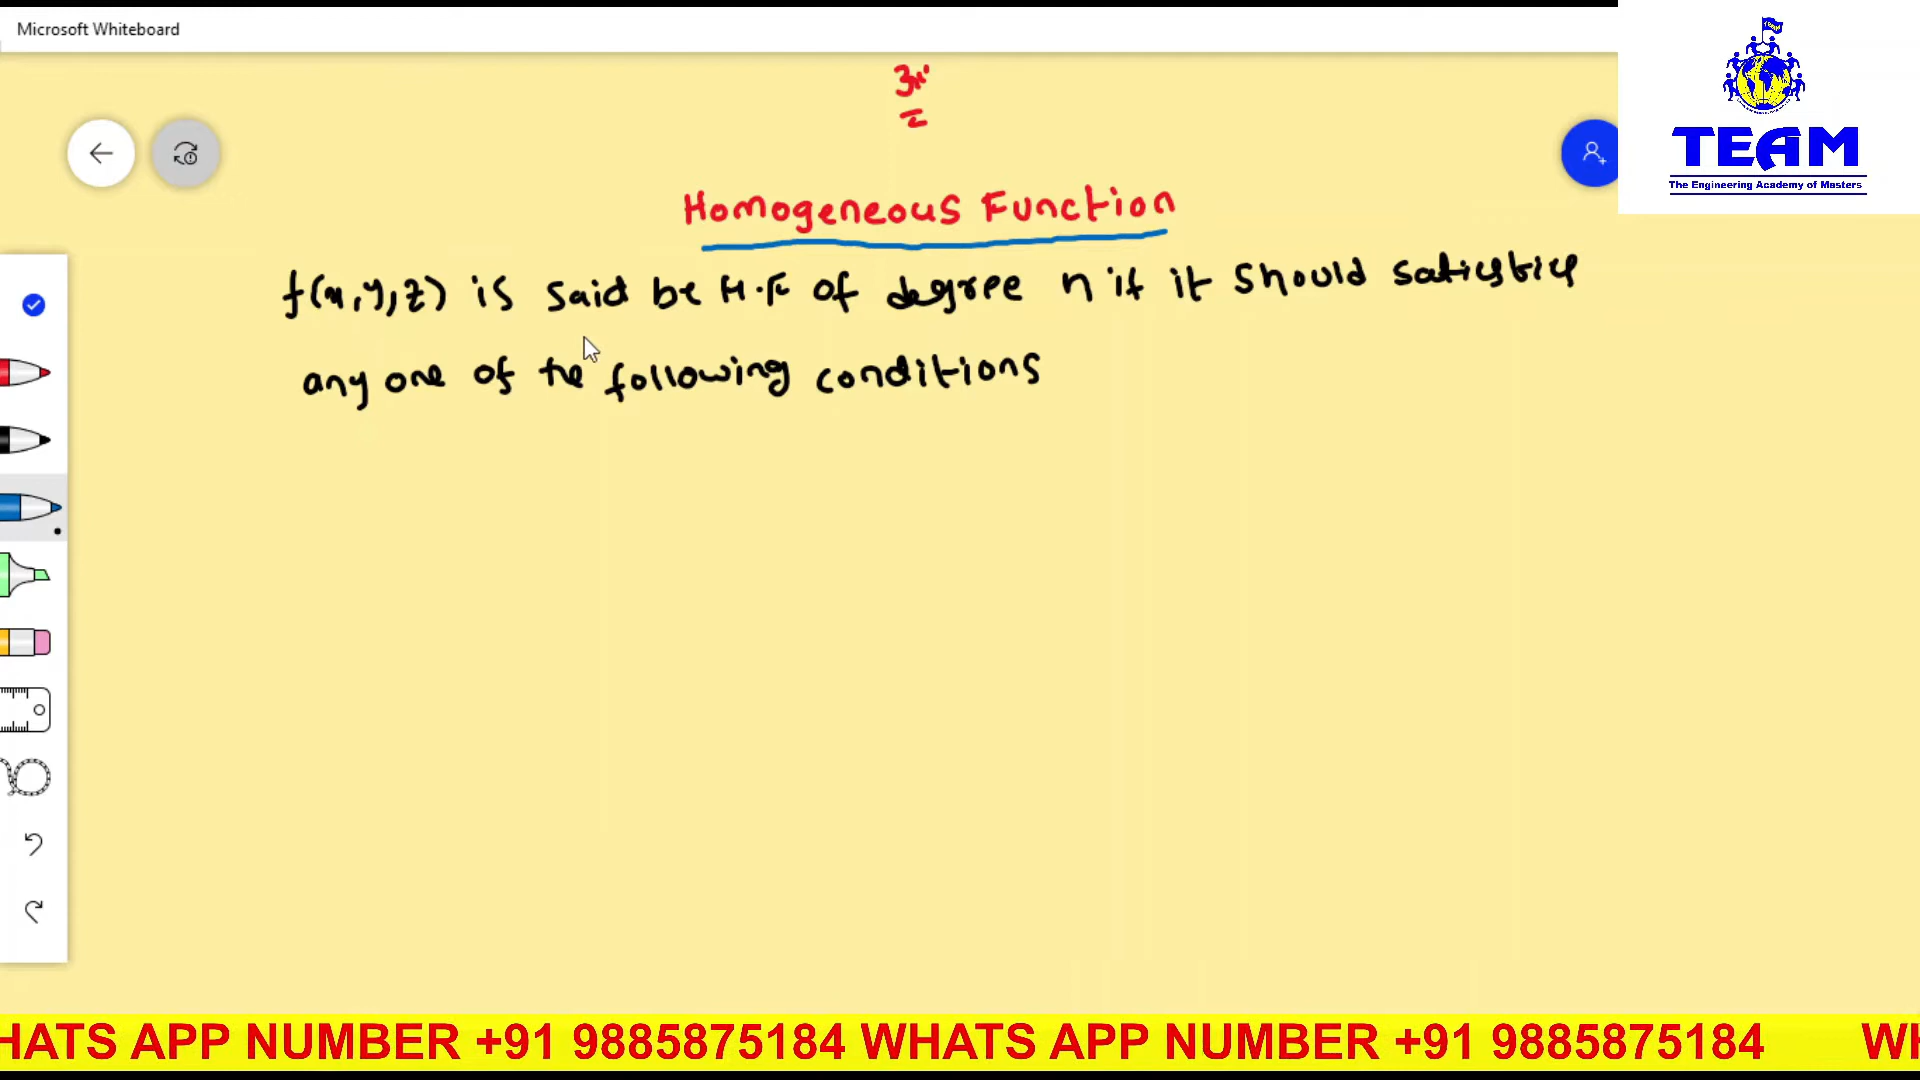 Microsoft Whiteboard
TEAM
The Engineering Academy of Masters
Homogeneous Function
f(x,y,z) is said be H.F of degree n if it should satisfies
any one of the following conditions
HATS APP NUMBER +91 9885875184 WHATS APP NUMBER +91 9885875184 WH